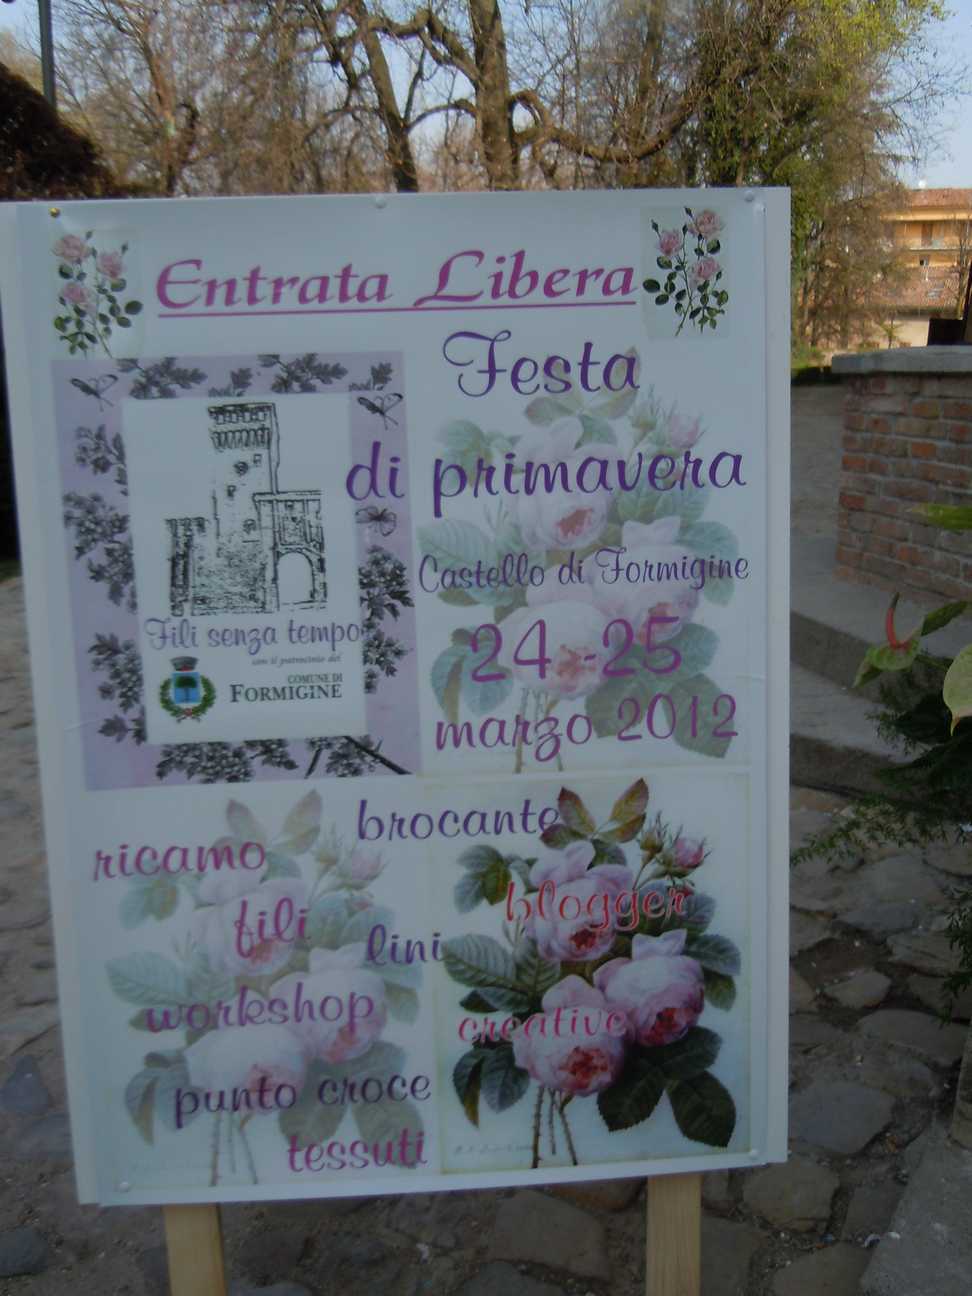 Entrata Libera
Festa
di primavera
Castello di Formigine
24 -25
marzo 2012
Fili senza tempo
con il patrocinio del
COMUNE DI
FORMIGINE
brocante
ricamo
blogger
fili
lini
workshop
creative
punto croce
tessuti